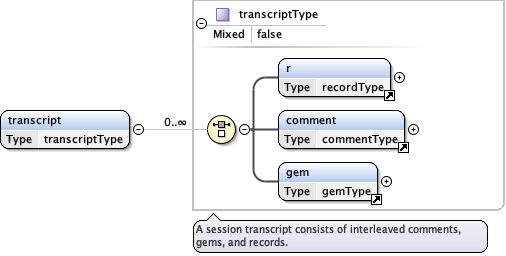 transcriptType
Mixed false
r
Type recordType
transcript
Type transcriptType
0..∞
comment
Type commentType
gem
Type gemType
A session transcript consists of interleaved comments,
gems, and records.